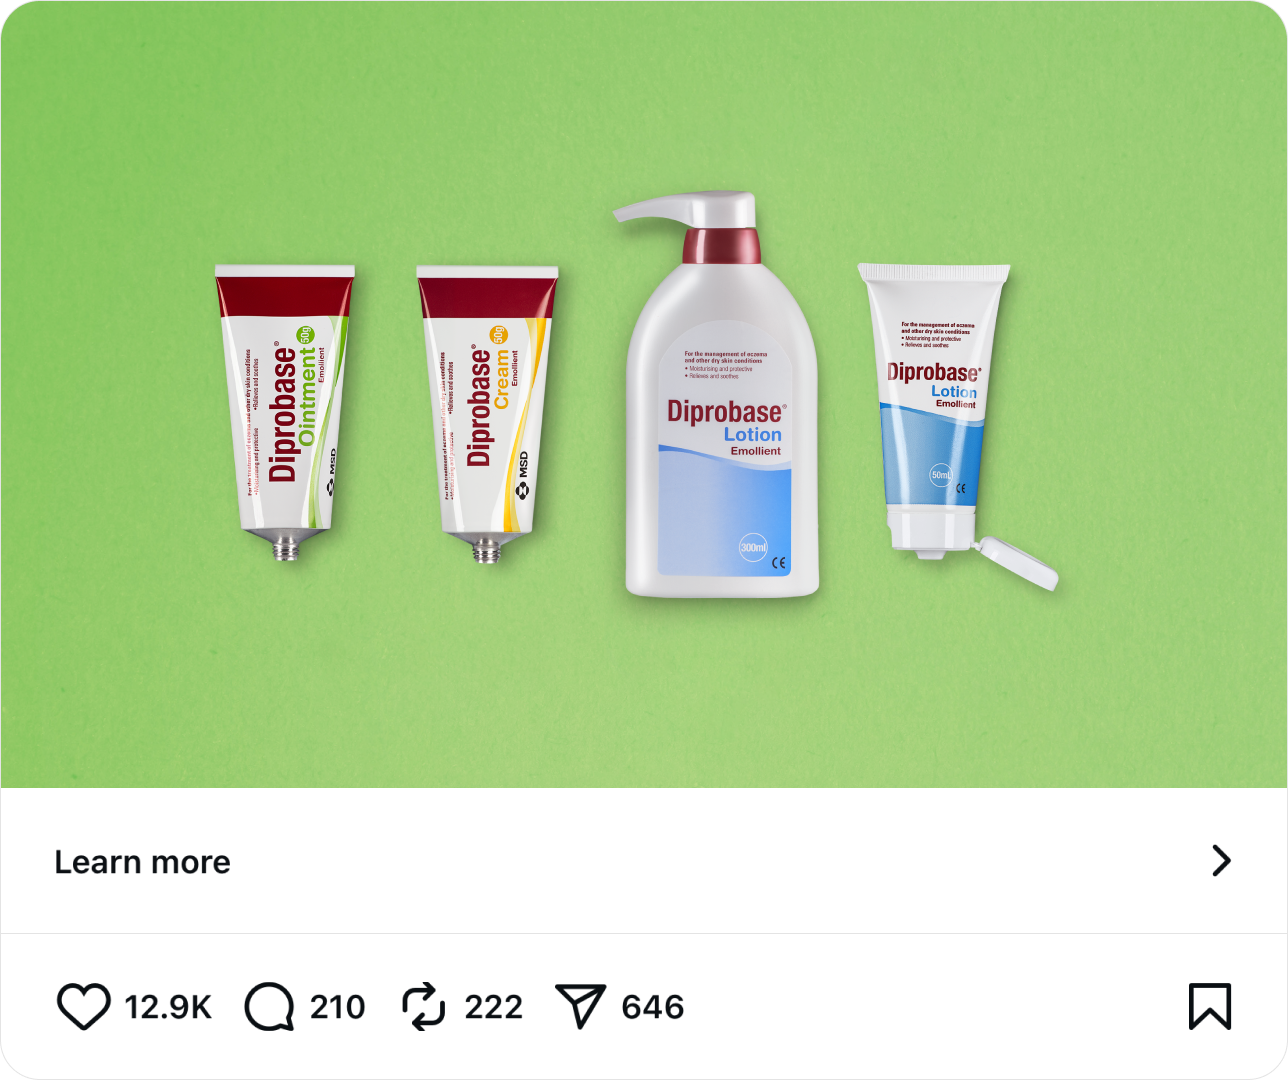 For the treatment of eczema and other dry skin conditions
•Moisturising and protective •Relieves and soothes
Diprobase®
Ointment 50g
Emollient
MSD
For the treatment of eczema and other dry skin conditions
•Moisturising and protective •Relieves and soothes
Diprobase®
Cream 50g
Emollient
MSD
For the management of eczema
and other dry skin conditions
• Moisturising and protective
• Relieves and soothes
Diprobase®
Lotion
Emollient
300ml
CE
For the management of eczema
and other dry skin conditions
• Moisturising and protective
• Relieves and soothes
Diprobase®
Lotion
Emollient
50mL
CE
Learn more
12.9K 210 222 646